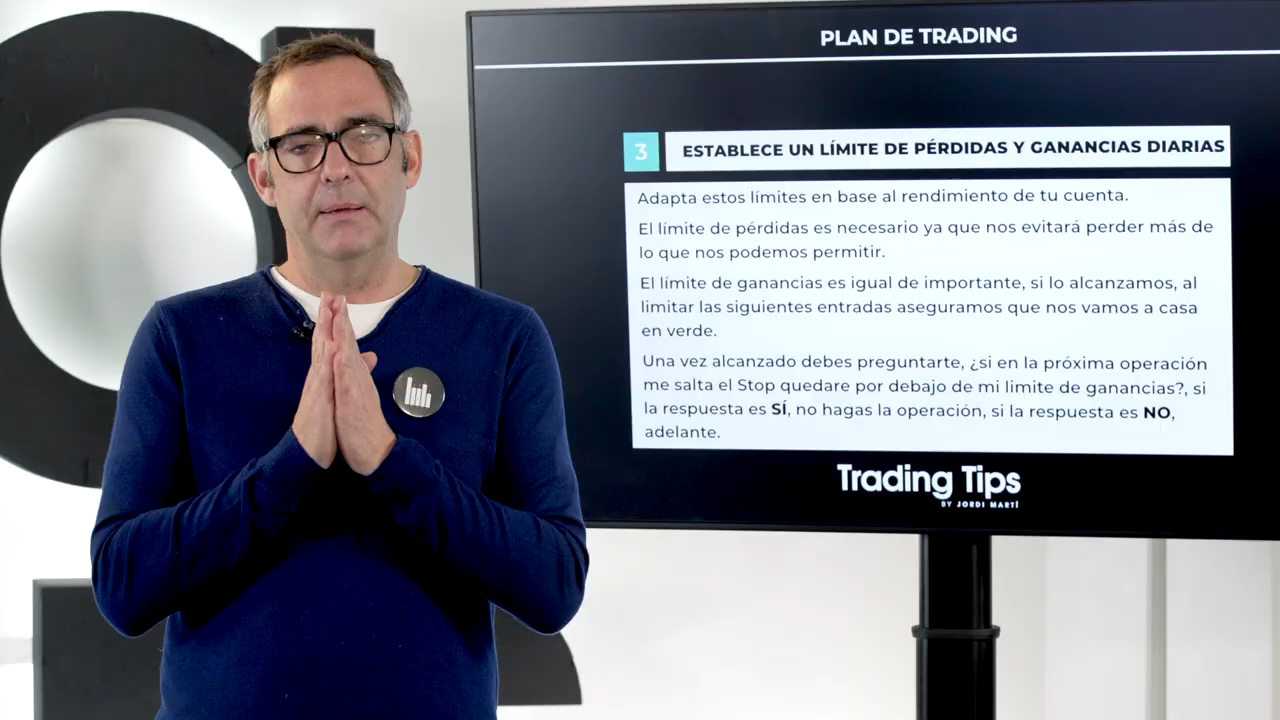 PLAN DE TRADING
3 ESTABLECE UN LÍMITE DE PÉRDIDAS Y GANANCIAS DIARIAS
Adapta estos límites en base al rendimiento de tu cuenta.
El límite de pérdidas es necesario ya que nos evitará perder más de
lo que nos podemos permitir.
El límite de ganancias es igual de importante, si lo alcanzamos, al
limitar las siguientes entradas aseguramos que nos vamos a casa
en verde.
Una vez alcanzado debes preguntarte, ¿si en la próxima operación
me salta el Stop quedare por debajo de mi limite de ganancias?, si
la respuesta es SÍ, no hagas la operación, si la respuesta es NO,
adelante.
Trading Tips
BY JORDI MARTÍ